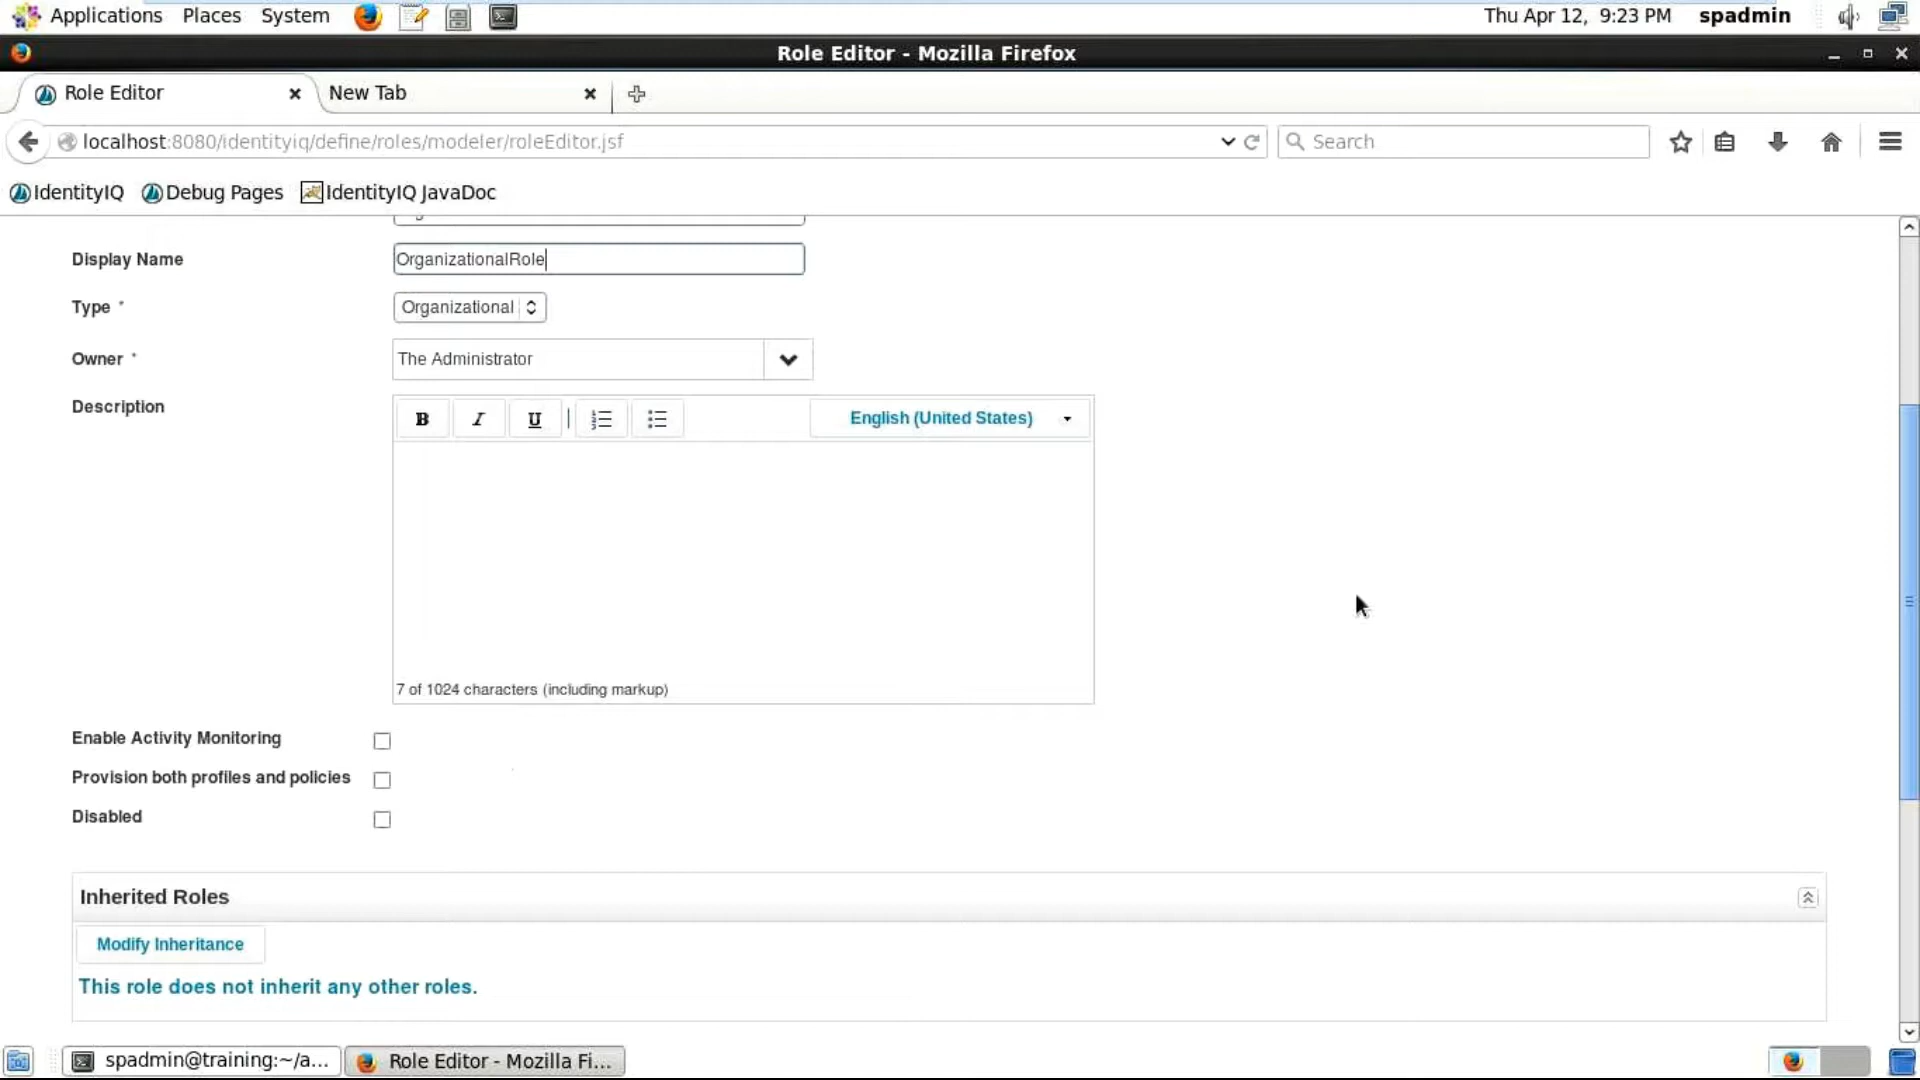 Applications Places System Thu Apr 12, 9:23 PM spadmin
Role Editor - Mozilla Firefox
Role Editor New Tab
localhost:8080/identityiq/define/roles/modeler/roleEditor.jsf Search
IdentityIQ Debug Pages IdentityIQ JavaDoc
Display Name OrganizationalRole
Type * Organizational
Owner * The Administrator
Description
B I U English (United States)
7 of 1024 characters (including markup)
Enable Activity Monitoring
Provision both profiles and policies
Disabled
Inherited Roles
Modify Inheritance
This role does not inherit any other roles.
spadmin@training:~/a... Role Editor - Mozilla Fi...